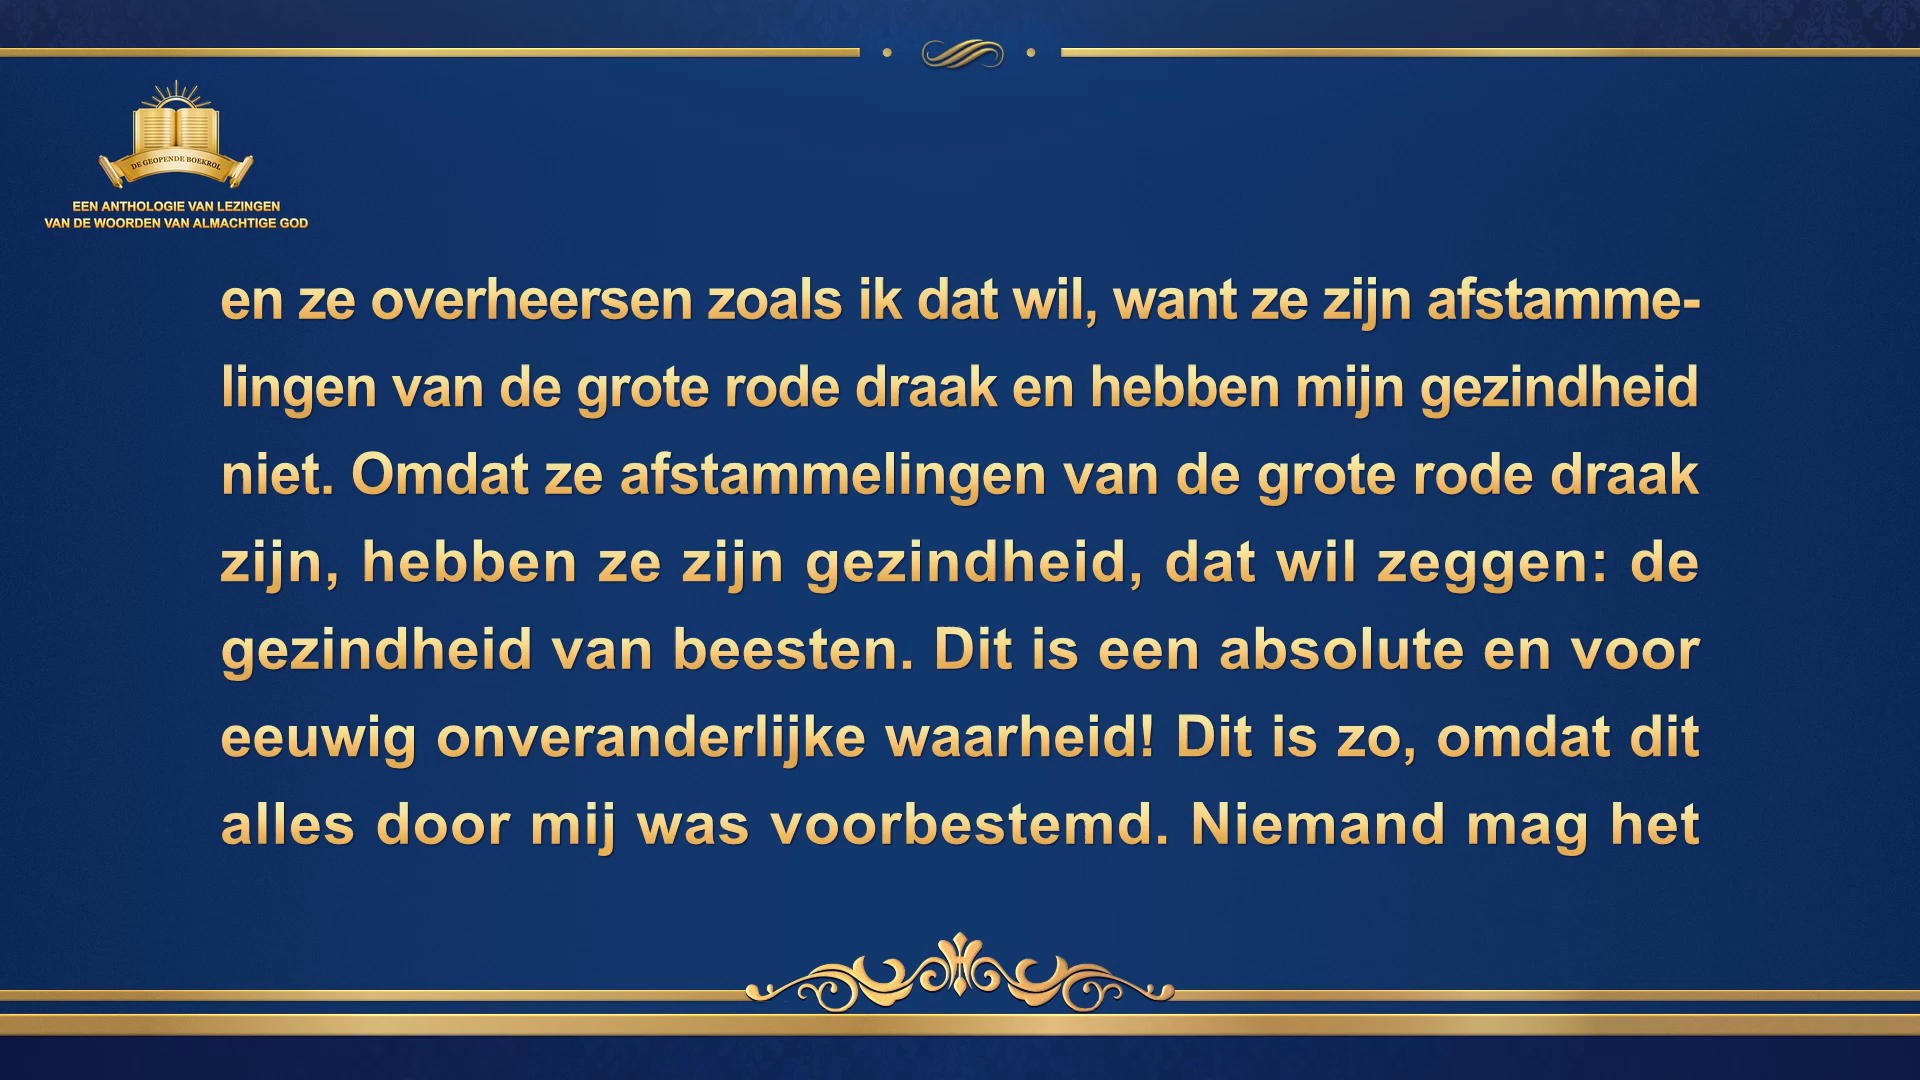 DE GEOPENDE BOEKROL
EEN ANTHOLOGIE VAN LEZINGEN
VAN DE WOORDEN VAN ALMACHTIGE GOD
en ze overheersen zoals ik dat wil, want ze zijn afstamme-
lingen van de grote rode draak en hebben mijn gezindheid
niet. Omdat ze afstammelingen van de grote rode draak
zijn, hebben ze zijn gezindheid, dat wil zeggen: de
gezindheid van beesten. Dit is een absolute en voor
eeuwig onveranderlijke waarheid! Dit is zo, omdat dit
alles door mij was voorbestemd. Niemand mag het